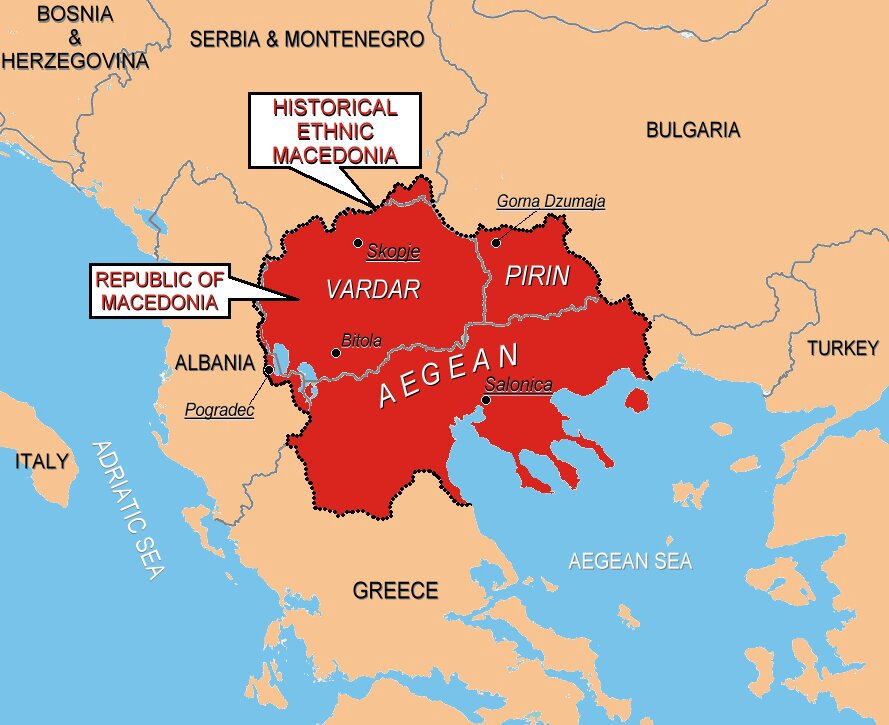 BOSNIA
&
HERZEGOVINA
SERBIA & MONTENEGRO
HISTORICAL
ETHNIC
MACEDONIA
BULGARIA
Gorna Dzumaja
Skopje
REPUBLIC OF
MACEDONIA
VARDAR
PIRIN
Bitola
ALBANIA
AEGEAN
TURKEY
Salonica
Pogradec
ITALY
ADRIATIC SEA
AEGEAN SEA
GREECE